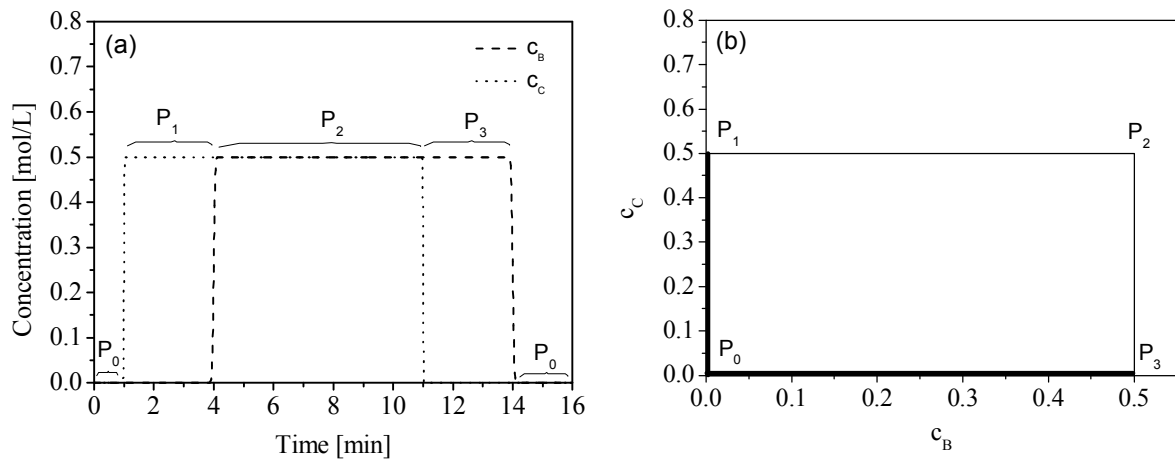 (a)
c_B
c_C
P_1
P_2
P_3
P_0
P_0
0.8
0.7
0.6
0.5
0.4
0.3
0.2
0.1
0.0
Concentration [mol/L]
0 2 4 6 8 10 12 14 16
Time [min]
(b)
0.8
0.7
0.6
0.5
0.4
0.3
0.2
0.1
0.0
c_C
P_1
P_2
P_0
P_3
0.0 0.1 0.2 0.3 0.4 0.5
c_B